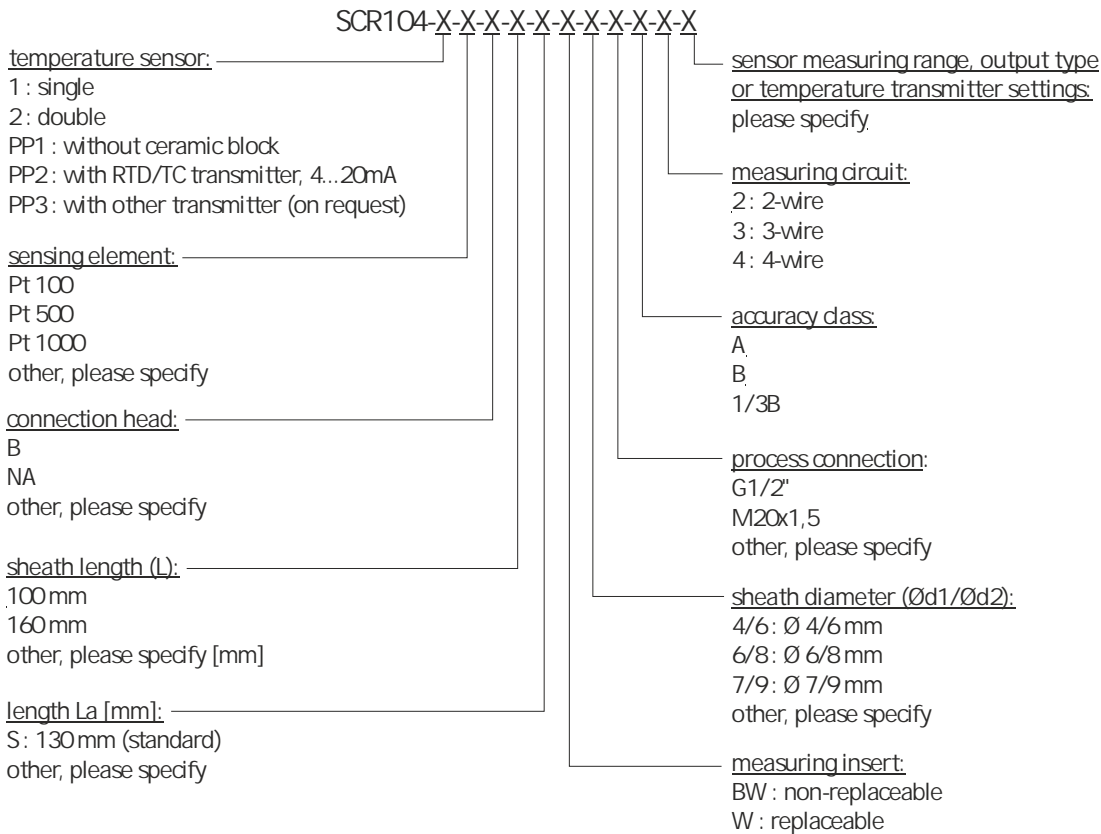 SCR104-X-X-X-X-X-X-X-X-X-X-X
temperature sensor:
1 : single
2 : double
PP1 : without ceramic block
PP2 : with RTD/TC transmitter, 4...20mA
PP3 : with other transmitter (on request)
sensing element:
Pt 100
Pt 500
Pt 1000
other, please specify
connection head:
B
NA
other, please specify
sheath length (L):
100 mm
160 mm
other, please specify [mm]
length La [mm]:
S : 130 mm (standard)
other, please specify
sensor measuring range, output type
or temperature transmitter settings:
please specify
measuring circuit:
2 : 2-wire
3 : 3-wire
4 : 4-wire
accuracy class:
A
B
1/3B
process connection:
G1/2"
M20x1,5
other, please specify
sheath diameter (Ød1/Ød2):
4/6 : Ø 4/6 mm
6/8 : Ø 6/8 mm
7/9 : Ø 7/9 mm
other, please specify
measuring insert:
BW : non-replaceable
W : replaceable